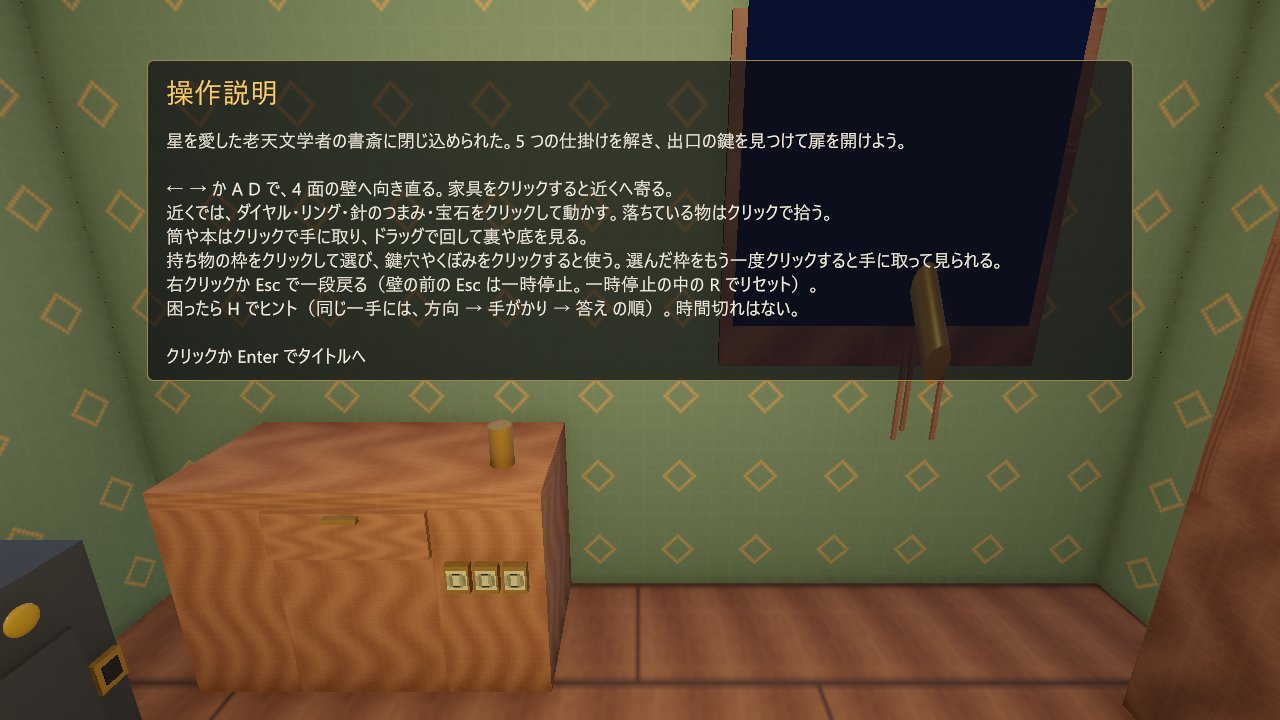 操作説明
星を愛した老天文学者の書斎に閉じ込められた。5 つの仕掛けを解き、出口の鍵を見つけて扉を開けよう。
← → か A D で、4 面の壁へ向き直る。家具をクリックすると近くへ寄る。
近くでは、ダイヤル・リング・針のつまみ・宝石をクリックして動かす。落ちている物はクリックで拾う。
筒や本はクリックで手に取り、ドラッグで回して裏や底を見る。
持ち物の枠をクリックして選び、鍵穴やくぼみをクリックすると使う。選んだ枠をもう一度クリックすると手に取って見られる。
右クリックか Esc で一段戻る（壁の前の Esc は一時停止。一時停止の中の R でリセット）。
困ったら H でヒント（同じ一手には、方向 → 手がかり → 答え の順）。時間切れはない。
クリックか Enter でタイトルへ